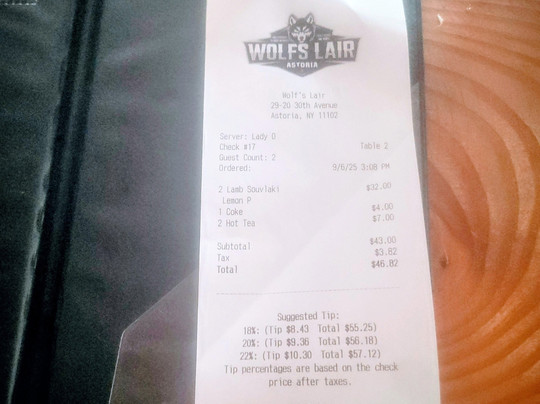 WOLFS LAIR
ASTORIA
Wolf's Lair
29-20 30th Avenue
Astoria, NY 11102
Server: Lady D
Check #17 Table 2
Guest Count: 2
Ordered: 9/6/25 3:08 PM
2 Lamb Souvlaki $32.00
Lemon P
1 Coke $4.00
2 Hot Tea $7.00
Subtotal $43.00
Tax $3.82
Total $46.82
Suggested Tip:
18%: (Tip $8.43 Total $55.25)
20%: (Tip $9.36 Total $56.18)
22%: (Tip $10.30 Total $57.12)
Tip percentages are based on the check
price after taxes.